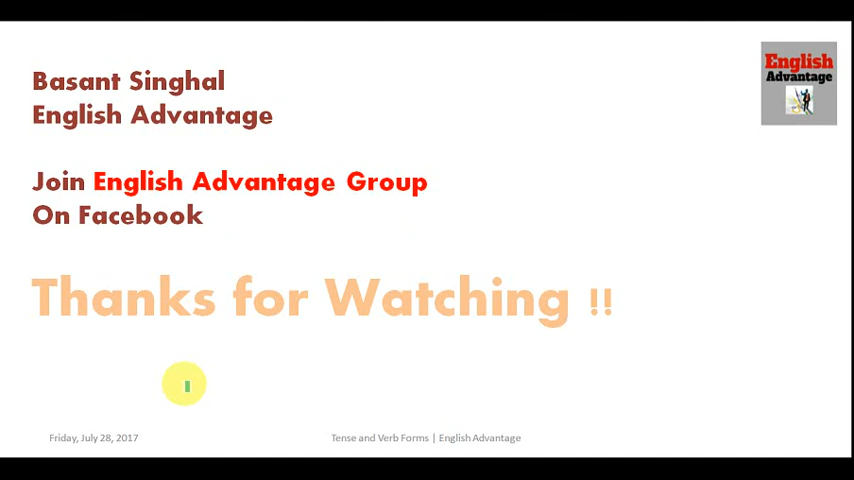 Basant Singhal
English Advantage
Join English Advantage Group
On Facebook
Thanks for Watching !!
English
Advantage
Friday, July 28, 2017
Tense and Verb Forms | English Advantage